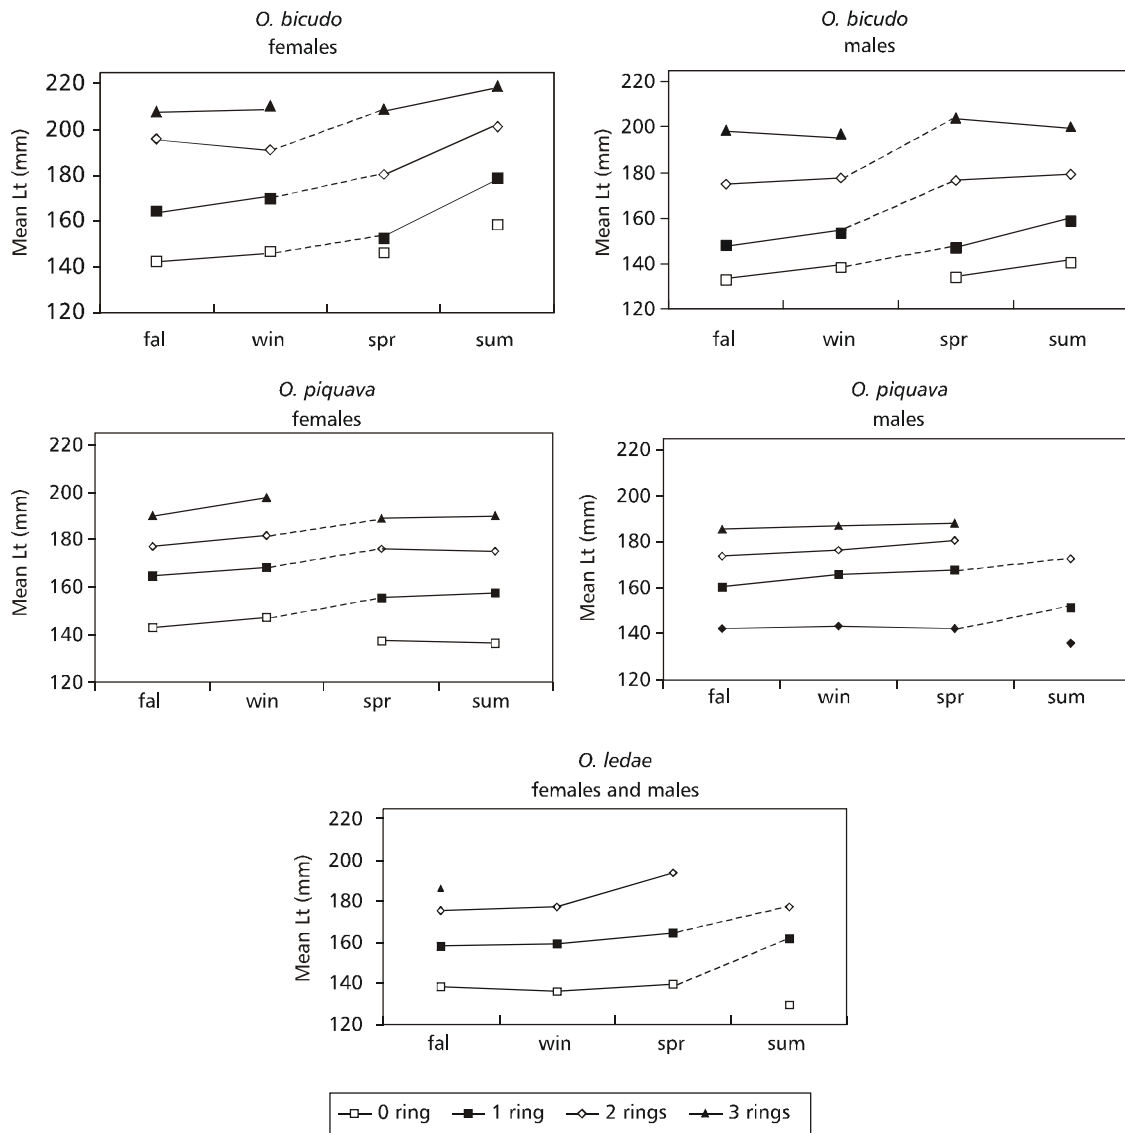 O. bicudo
females
220
200
180
160
140
120
Mean Lt (mm)
fal win spr sum
O. bicudo
males
220
200
180
160
140
120
Mean Lt (mm)
fal win spr sum
O. piquava
females
220
200
180
160
140
120
Mean Lt (mm)
fal win spr sum
O. piquava
males
220
200
180
160
140
120
Mean Lt (mm)
fal win spr sum
O. ledae
females and males
220
200
180
160
140
120
Mean Lt (mm)
fal win spr sum
0 ring 1 ring 2 rings 3 rings